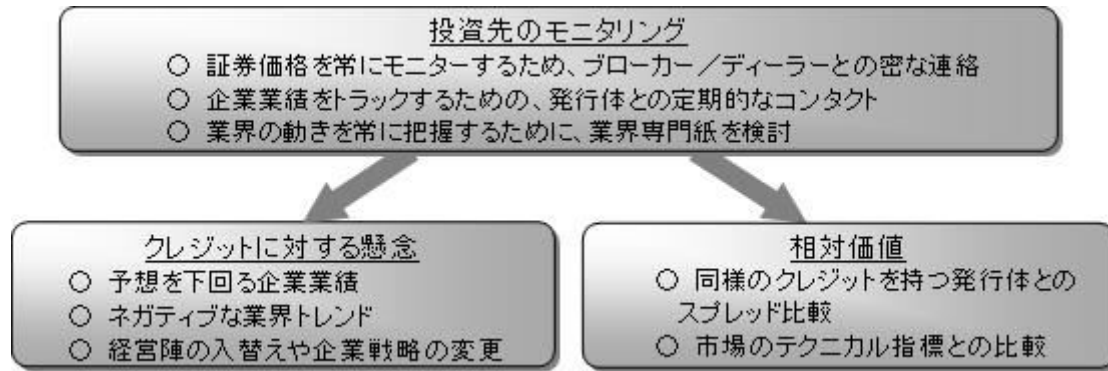 投資先のモニタリング
○ 証券価格を常にモニターするため、ブローカー／ディーラーとの密な連絡
○ 企業業績をトラックするための、発行体との定期的なコンタクト
○ 業界の動きを常に把握するために、業界専門紙を検討
クレジットに対する懸念
○ 予想を下回る企業業績
○ ネガティブな業界トレンド
○ 経営陣の入替えや企業戦略の変更
相対価値
○ 同様のクレジットを持つ発行体との
スプレッド比較
○ 市場のテクニカル指標との比較